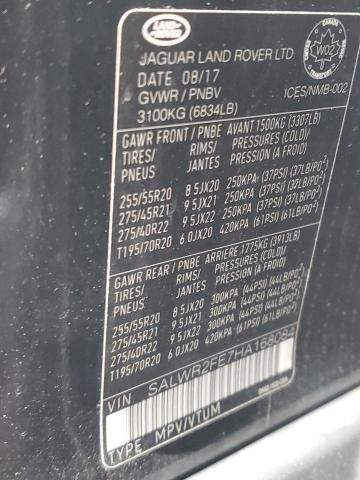 LAND
ROVER
JAGUAR LAND ROVER LTD
W02
DATE 08/17
GVWR / PNBV ICES/NMB-002
3100KG (6834LB)
GAWR FRONT / PNBE AVANT 1500KG (3307LB)
TIRES/ RIMS/ PRESSURES (COLD)/
PNEUS JANTES PRESSION (A FROID)
255/55R20 8 5JX20 250KPA (37PSI) (37LB/PO²)
275/45R21 9 5JX21 250KPA (37PSI) (37LB/PO²)
275/40R22 9 5JX22 250KPA (37PSI) (37LB/PO²)
T195/70R20 6 0JX20 420KPA (61PSI) (61LB/PO²)
GAWR REAR / PNBE ARRIERE 1775KG (3913LB)
TIRES/ RIMS/ PRESSURES (COLD)/
PNEUS JANTES PRESSION (A FROID)
255/55R20 8 5JX20 300KPA (44PSI) (44LB/PO²)
275/45R21 9 5JX21 300KPA (44PSI) (44LB/PO²)
275/40R22 9 5JX22 300KPA (44PSI) (44LB/PO²)
T195/70R20 6 0JX20 420KPA (61PSI) (61LB/PO²)
VIN SALWR2FE7HA168084
TYPE MPV/VTUM